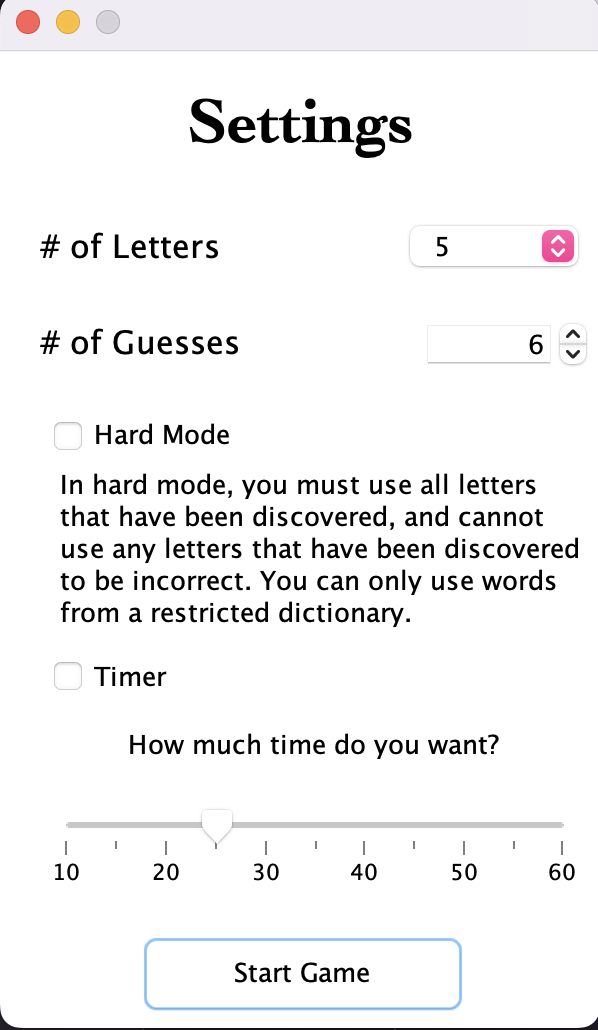 Settings
# of Letters 5
# of Guesses 6
Hard Mode
In hard mode, you must use all letters
that have been discovered, and cannot
use any letters that have been discovered
to be incorrect. You can only use words
from a restricted dictionary.
Timer
How much time do you want?
10 20 30 40 50 60
Start Game